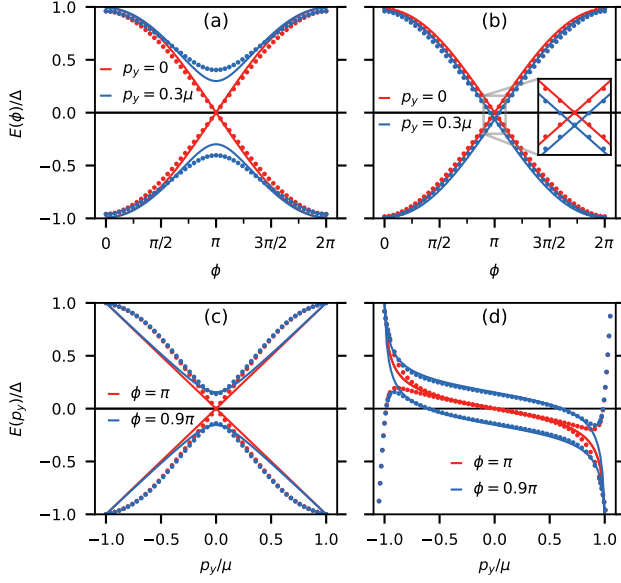 (a)
(b)
E(ϕ)/Δ
1.0
0.5
0.0
−0.5
−1.0
p_y = 0
p_y = 0.3μ
p_y = 0
p_y = 0.3μ
0
π/2
π
3π/2
2π
0
π/2
π
3π/2
2π
ϕ
ϕ
(c)
(d)
E(p_y)/Δ
1.0
0.5
0.0
−0.5
−1.0
ϕ = π
ϕ = 0.9π
ϕ = π
ϕ = 0.9π
−1.0
−0.5
0.0
0.5
1.0
−1.0
−0.5
0.0
0.5
1.0
p_y/μ
p_y/μ